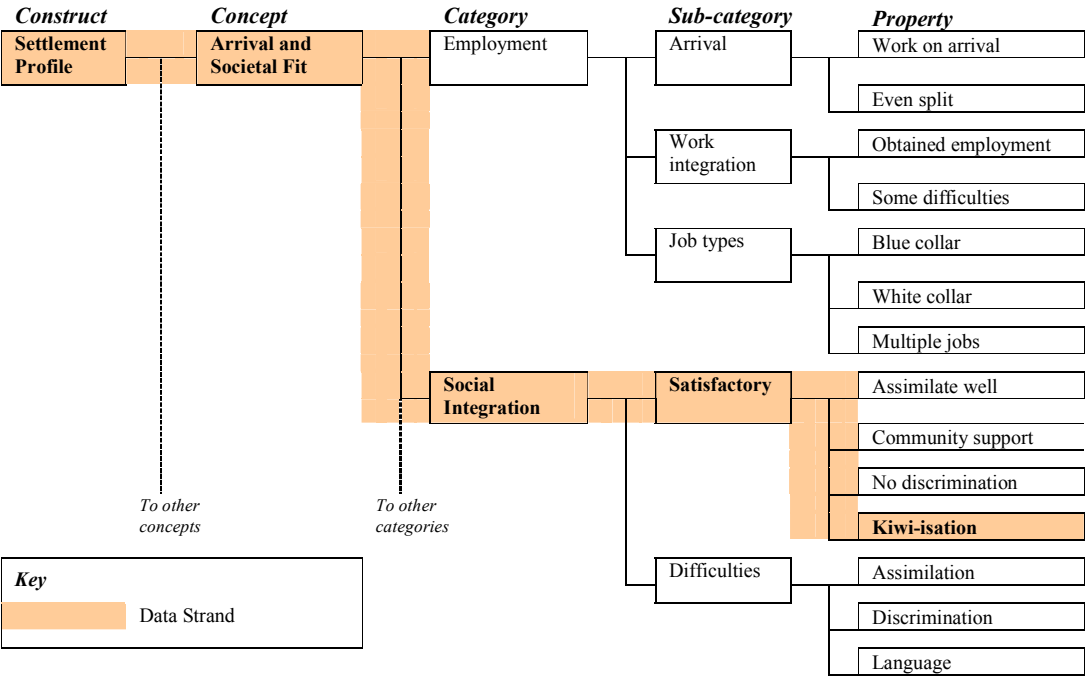 Construct
Concept
Category
Sub-category
Property
Settlement
Profile
Arrival and
Societal Fit
Employment
Arrival
Work on arrival
Even split
Work
integration
Obtained employment
Some difficulties
Job types
Blue collar
White collar
Multiple jobs
Social
Integration
Satisfactory
Assimilate well
Community support
No discrimination
Kiwi-isation
To other
concepts
To other
categories
Difficulties
Assimilation
Discrimination
Language
Key
Data Strand